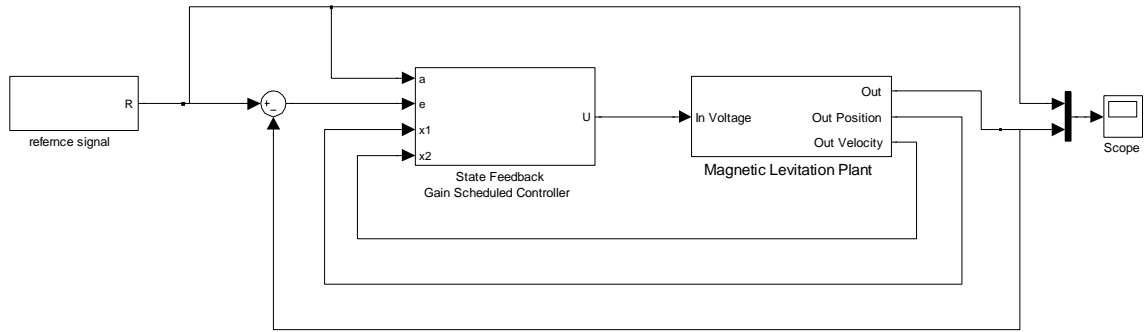 R
refernce signal
+
−
a
e
x1
x2
U
State Feedback
Gain Scheduled Controller
In Voltage
Out
Out Position
Out Velocity
Magnetic Levitation Plant
Scope